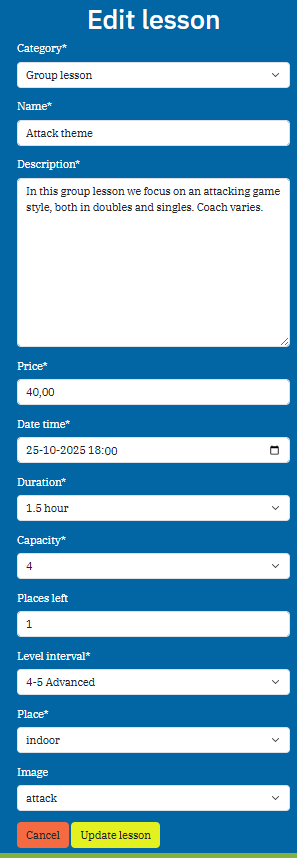 Edit lesson
Category*
Group lesson
Name*
Attack theme
Description*
In this group lesson we focus on an attacking game
style, both in doubles and singles. Coach varies.
Price*
40,00
Date time*
25-10-2025 18:00
Duration*
1.5 hour
Capacity*
4
Places left
1
Level interval*
4-5 Advanced
Place*
indoor
Image
attack
Cancel Update lesson